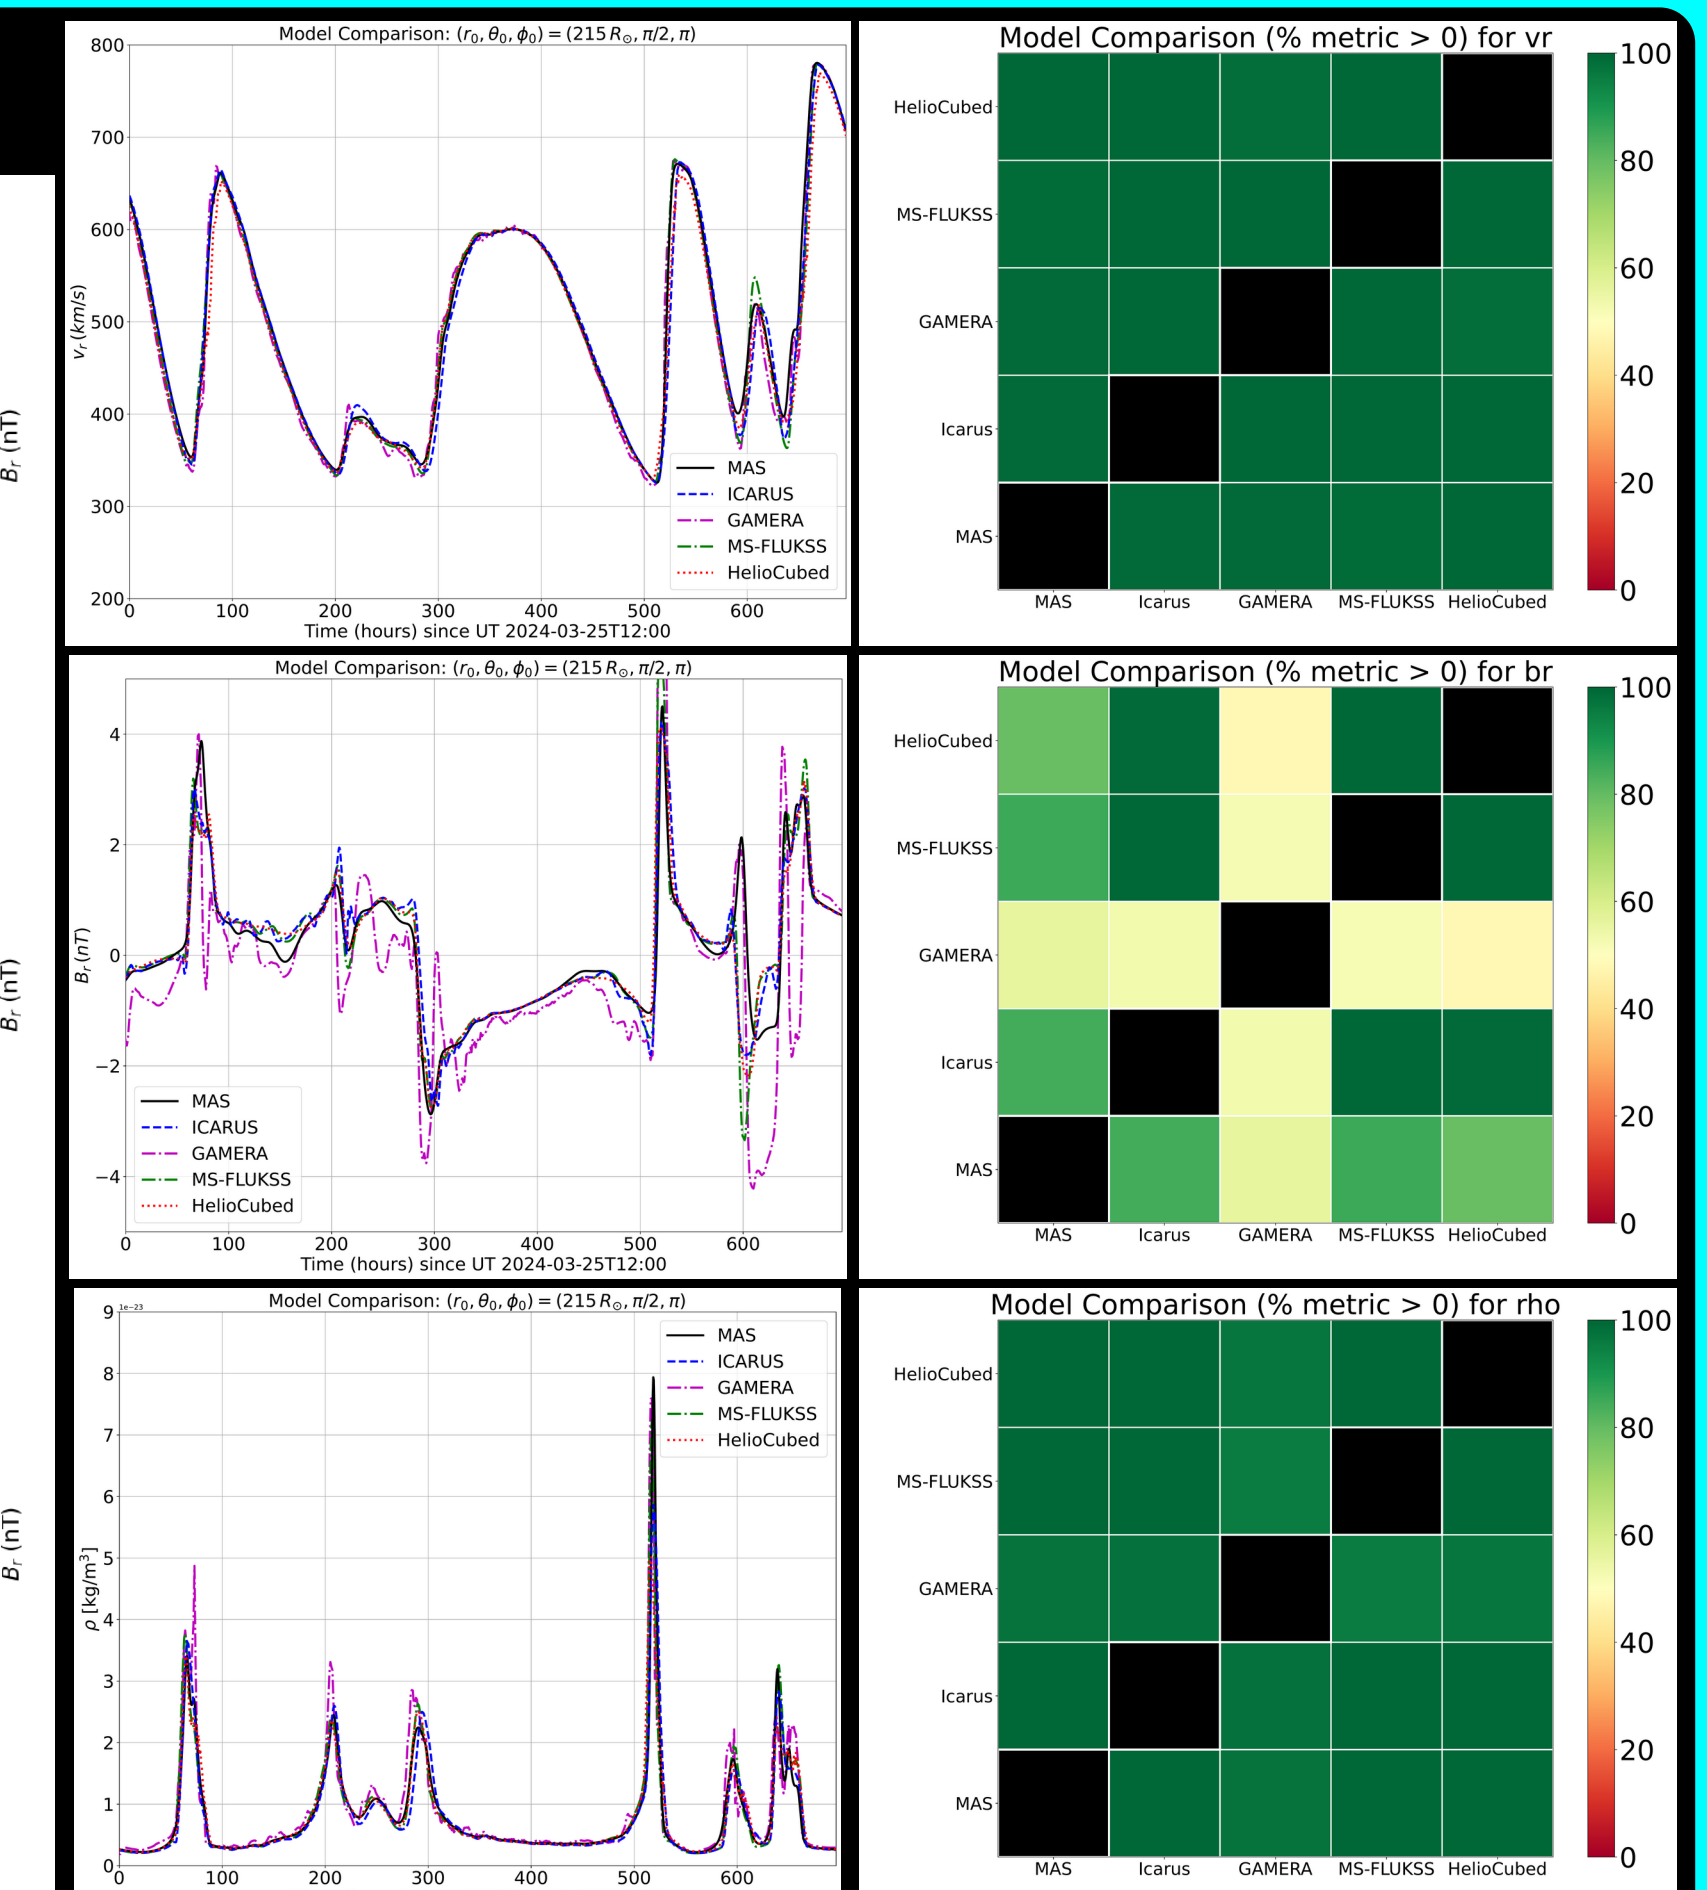 B_r (nT)
B_r (nT)
B_r (nT)
Model Comparison: (r₀, θ₀, ϕ₀) = (215 R☉, π/2, π)
800
700
600
500
400
300
200
v_r (km/s)
0 100 200 300 400 500 600
Time (hours) since UT 2024-03-25T12:00
MAS
ICARUS
GAMERA
MS-FLUKSS
HelioCubed
Model Comparison (% metric > 0) for vr
HelioCubed
MS-FLUKSS
GAMERA
Icarus
MAS
MAS Icarus GAMERA MS-FLUKSS HelioCubed
100
80
60
40
20
0
Model Comparison: (r₀, θ₀, ϕ₀) = (215 R☉, π/2, π)
4
2
0
−2
−4
B_r (nT)
MAS
ICARUS
GAMERA
MS-FLUKSS
HelioCubed
0 100 200 300 400 500 600
Time (hours) since UT 2024-03-25T12:00
Model Comparison (% metric > 0) for br
HelioCubed
MS-FLUKSS
GAMERA
Icarus
MAS
MAS Icarus GAMERA MS-FLUKSS HelioCubed
100
80
60
40
20
0
Model Comparison: (r₀, θ₀, ϕ₀) = (215 R☉, π/2, π)
1e−23
9
8
7
6
5
4
3
2
1
0
ρ [kg/m³]
MAS
ICARUS
GAMERA
MS-FLUKSS
HelioCubed
0 100 200 300 400 500 600
Model Comparison (% metric > 0) for rho
HelioCubed
MS-FLUKSS
GAMERA
Icarus
MAS
MAS Icarus GAMERA MS-FLUKSS HelioCubed
100
80
60
40
20
0